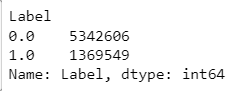 Label
0.0    5342606
1.0    1369549
Name: Label, dtype: int64